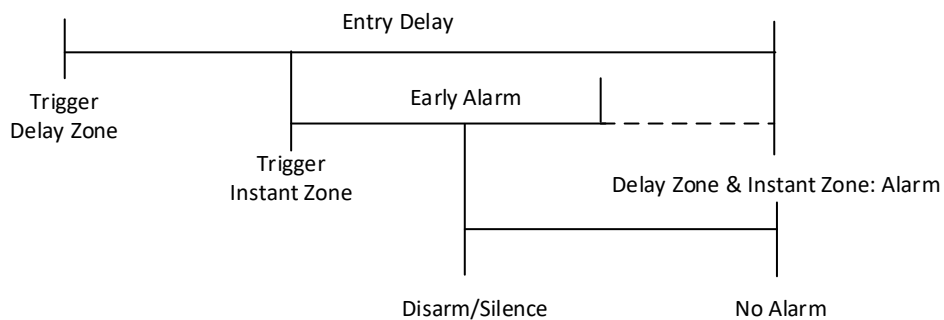 Entry Delay
Early Alarm
Trigger
Delay Zone
Trigger
Instant Zone
Delay Zone & Instant Zone: Alarm
Disarm/Silence
No Alarm